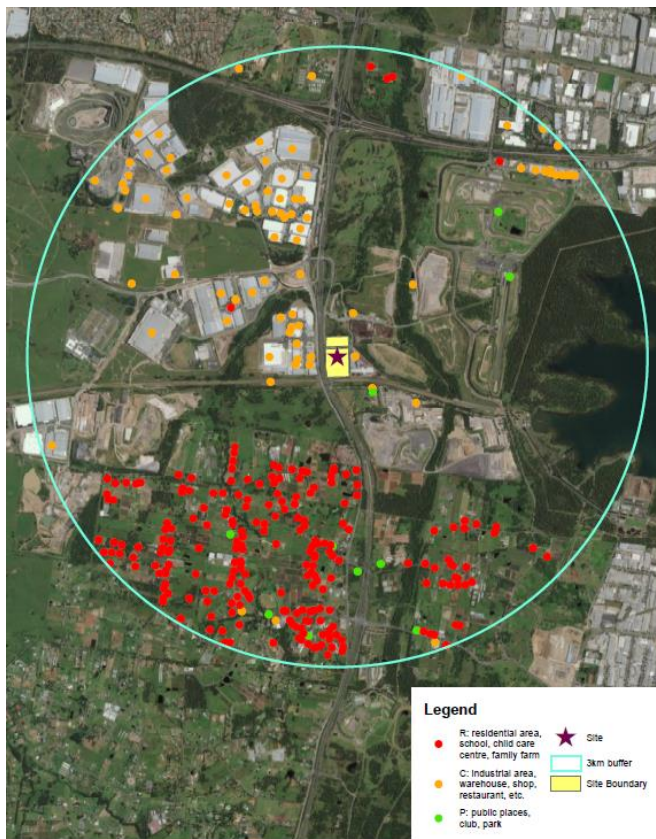 Legend
R: residential area,
school, child care
centre, family farm
Site
C: Industrial area,
warehouse, shop,
restaurant, etc.
3km buffer
Site Boundary
P: public places,
club, park